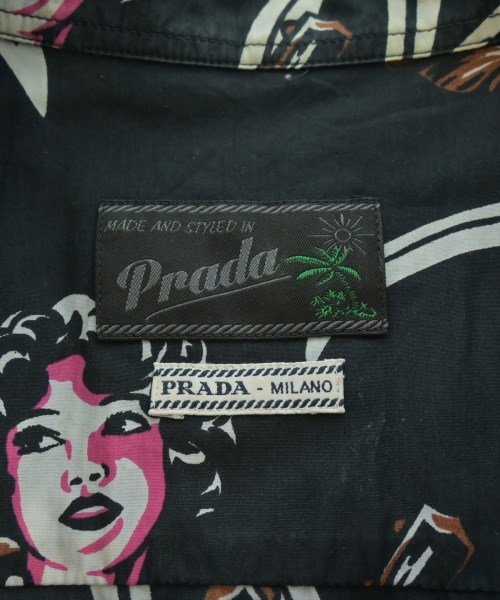 MADE AND STYLED IN
Prada
PRADA - MILANO